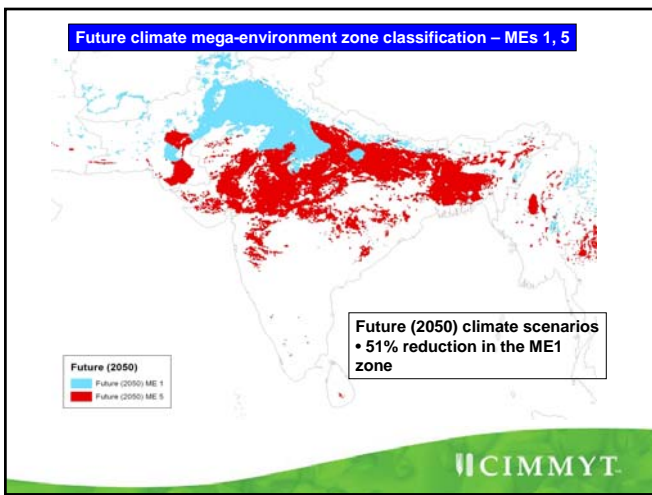 Future climate mega-environment zone classification – MEs 1, 5
Future (2050) climate scenarios
• 51% reduction in the ME1
zone
Future (2050)
Future (2050) ME 1
Future (2050) ME 5
CIMMYT